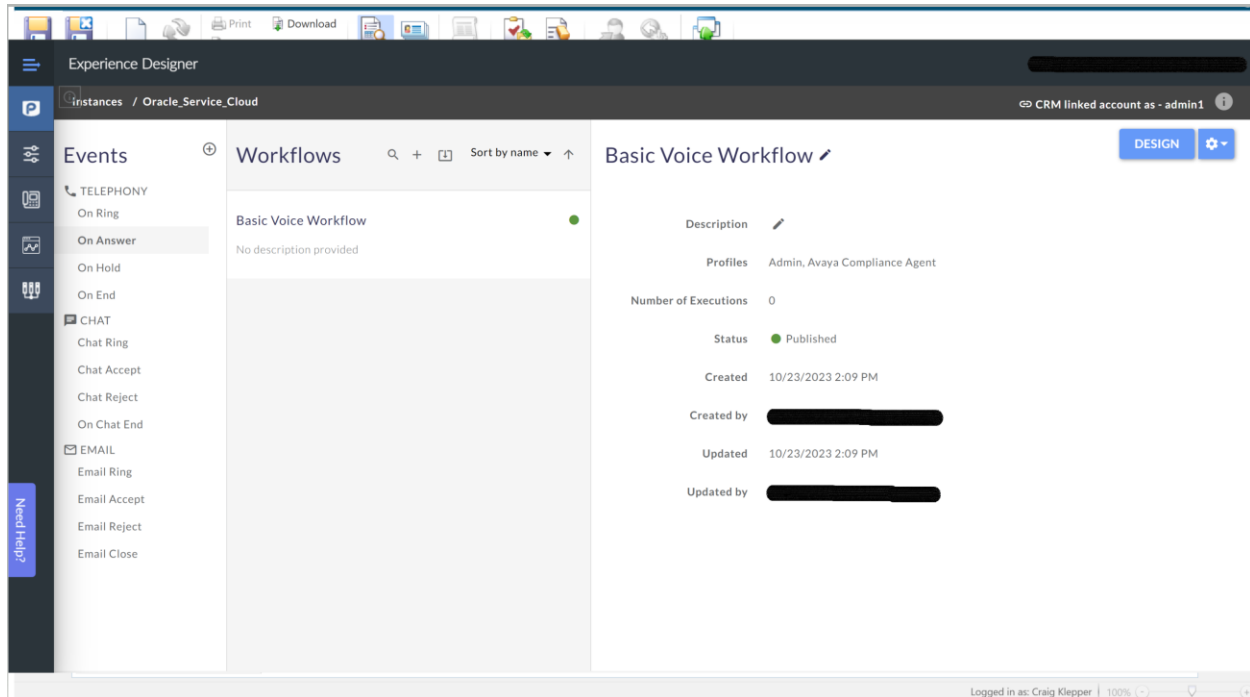 Print
Download
Experience Designer
Instances / Oracle_Service_Cloud
CRM linked account as - admin1
Events
TELEPHONY
On Ring
On Answer
On Hold
On End
CHAT
Chat Ring
Chat Accept
Chat Reject
On Chat End
EMAIL
Email Ring
Email Accept
Email Reject
Email Close
Need Help?
Workflows
Sort by name
Basic Voice Workflow
No description provided
Basic Voice Workflow
DESIGN
Description
Profiles Admin, Avaya Compliance Agent
Number of Executions 0
Status Published
Created 10/23/2023 2:09 PM
Created by
Updated 10/23/2023 2:09 PM
Updated by
Logged in as: Craig Klepper 100%